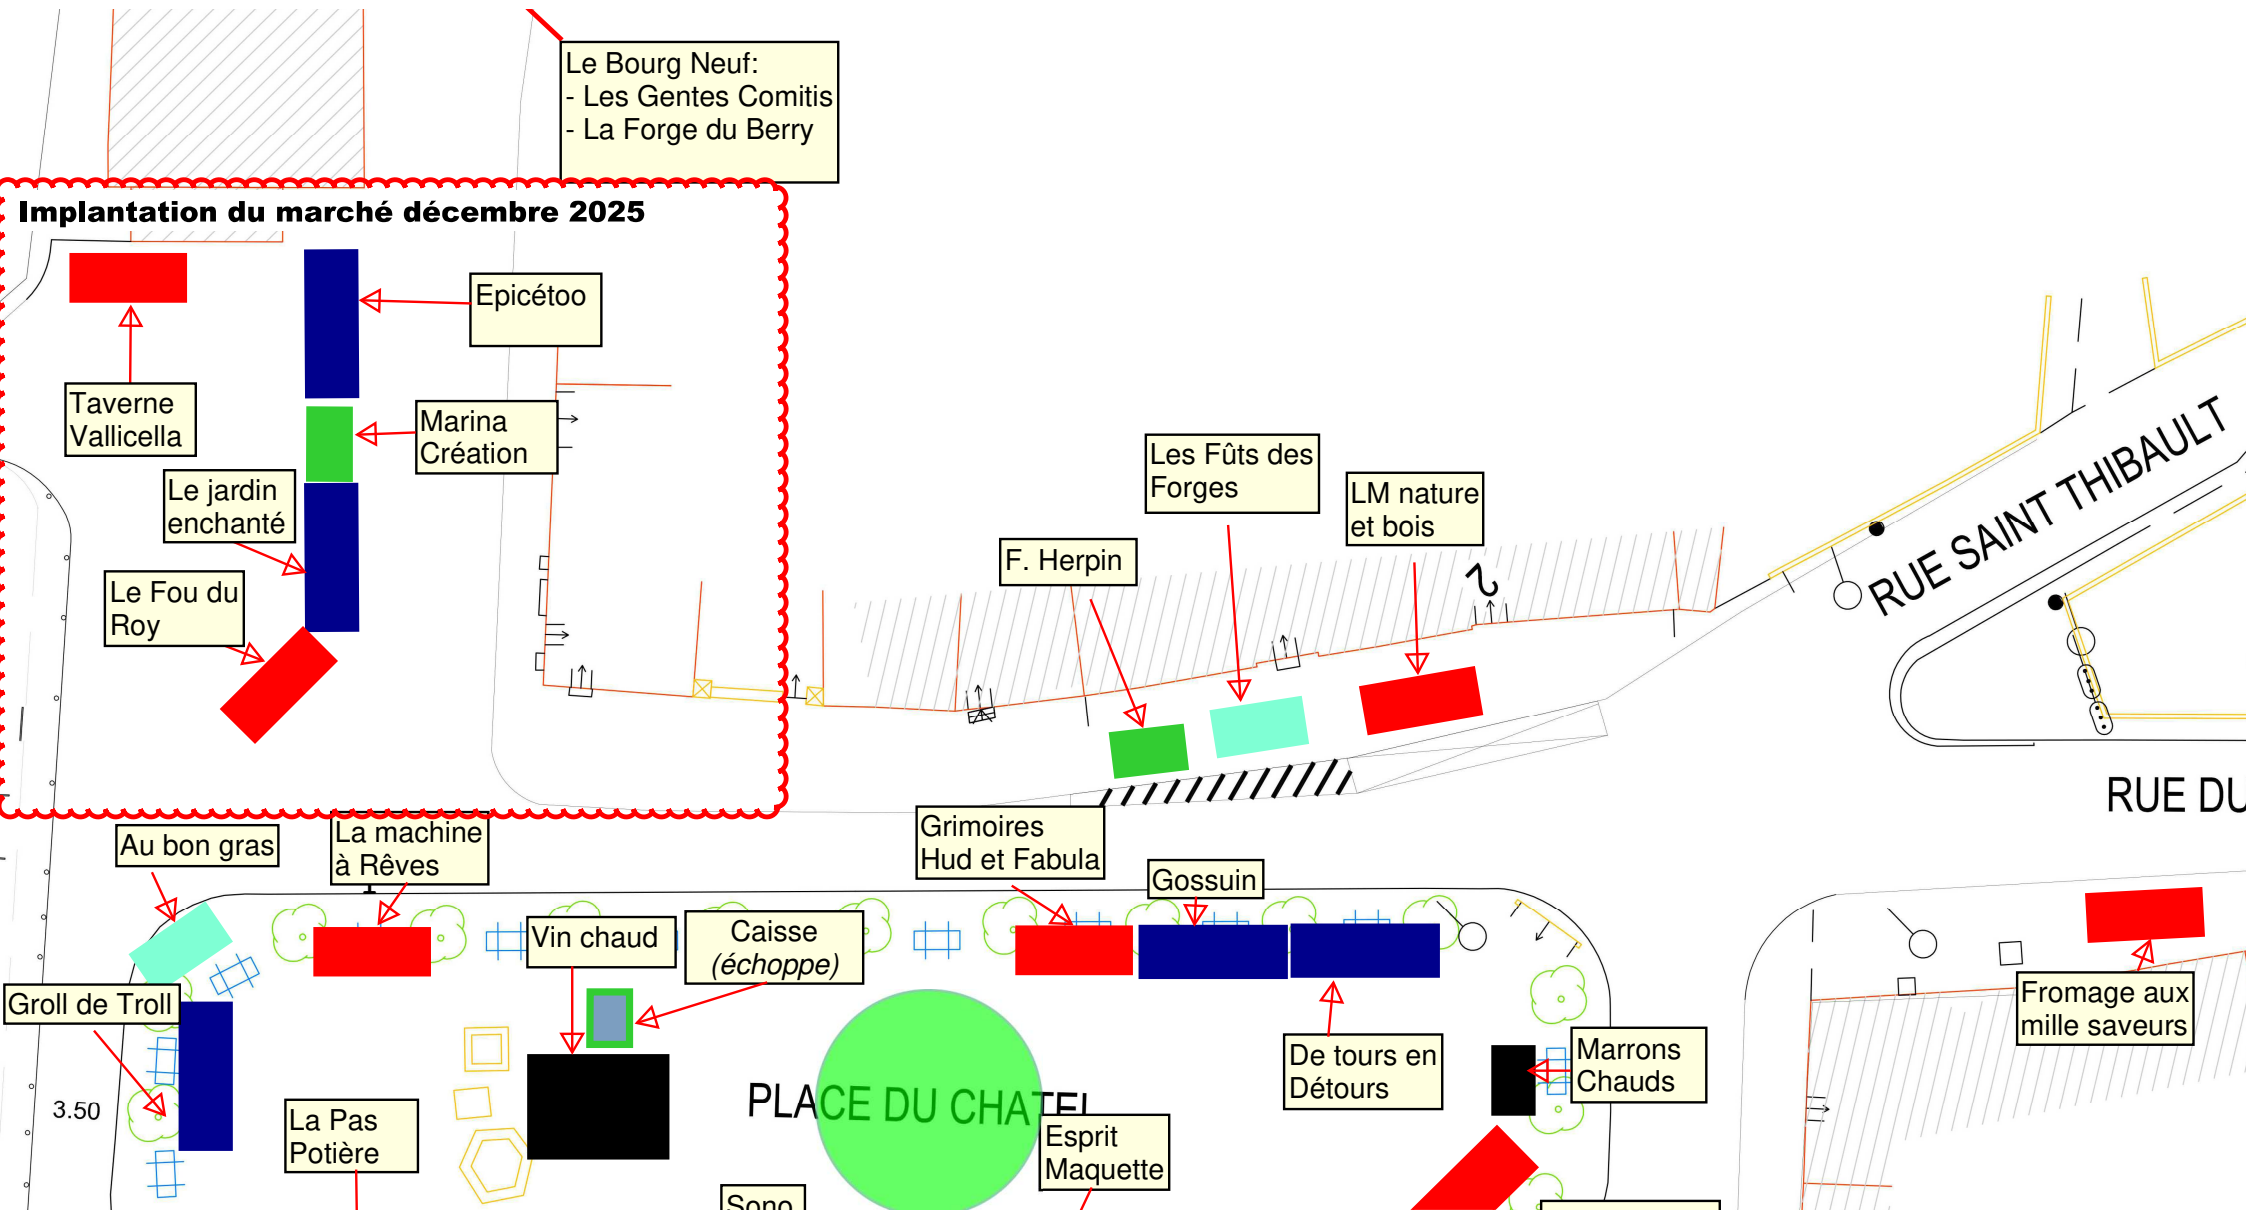 Le Bourg Neuf:
- Les Gentes Comitis
- La Forge du Berry
Implantation du marché décembre 2025
Epicétoo
Taverne
Vallicella
Marina
Création
Le jardin
enchanté
Le Fou du
Roy
Les Fûts des
Forges
LM nature
et bois
F. Herpin
2
RUE SAINT THIBAULT
RUE DU
Au bon gras
La machine
à Rêves
Grimoires
Hud et Fabula
Gossuin
Vin chaud
Caisse
(échoppe)
Groll de Troll
Fromage aux
mille saveurs
De tours en
Détours
Marrons
Chauds
3.50
La Pas
Potière
PLACE DU CHATEL
Esprit
Maquette
Sono